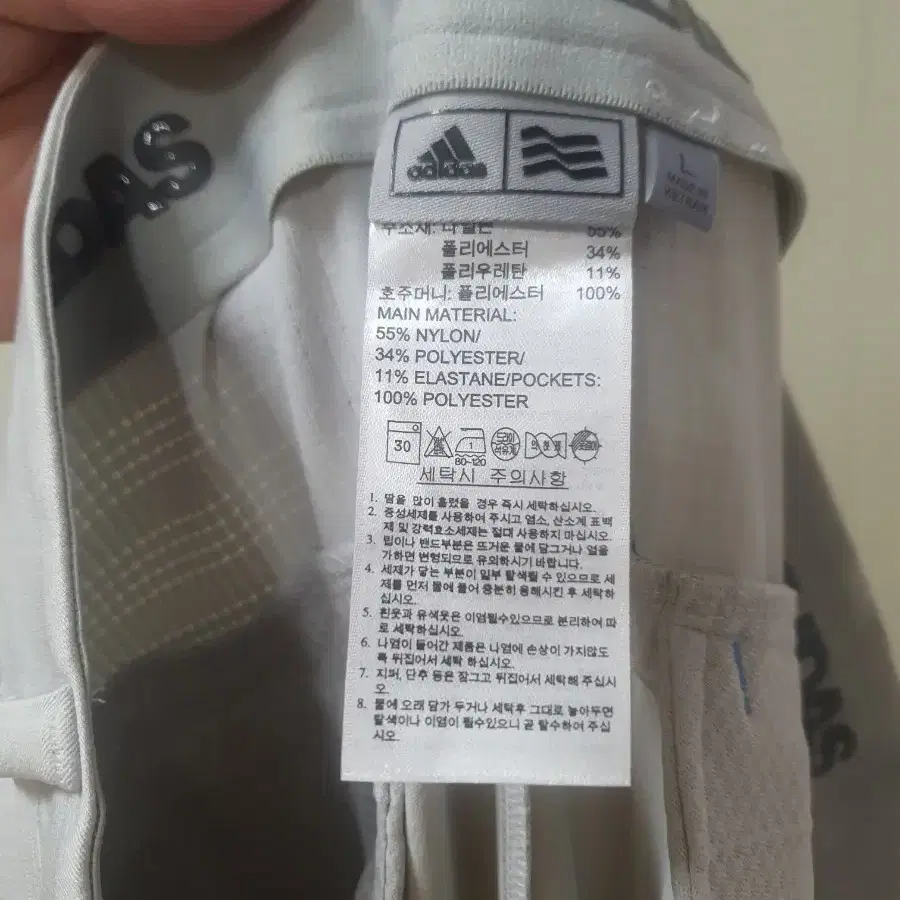 DAS
adidas
L
MADE IN
VIETNAM
주소재: 나일론 55%
폴리에스터 34%
폴리우레탄 11%
호주머니: 폴리에스터 100%
MAIN MATERIAL:
55% NYLON/
34% POLYESTER/
11% ELASTANE/POCKETS:
100% POLYESTER
30
80~120
세탁시 주의사항
1. 땀을 많이 흘렸을 경우 즉시 세탁하십시오.
2. 중성세제를 사용하여 주시고 염소, 산소계 표백
제 및 강력효소세제는 절대 사용하지 마십시오.
3. 립이나 밴드부분은 뜨거운 물에 담그거나 열을
가하면 변형되므로 유의하시기 바랍니다.
4. 세제가 닿는 부분이 일부 탈색될 수 있으므로 세
제를 먼저 물에 풀어 충분히 용해시킨 후 세탁하
십시오.
5. 흰옷과 유색옷은 이염될수있으므로 분리하여 따
로 세탁하십시오.
6. 나염이 들어간 제품은 나염에 손상이 가지않도
록 뒤집어서 세탁 하십시오.
7. 지퍼, 단추 등은 잠그고 뒤집어서 세탁해 주십시
오.
8. 물에 오래 담가 두거나 세탁후 그대로 놓아두면
탈색이나 이염이 될수있으니 곧 탈수하여 주십
시오.